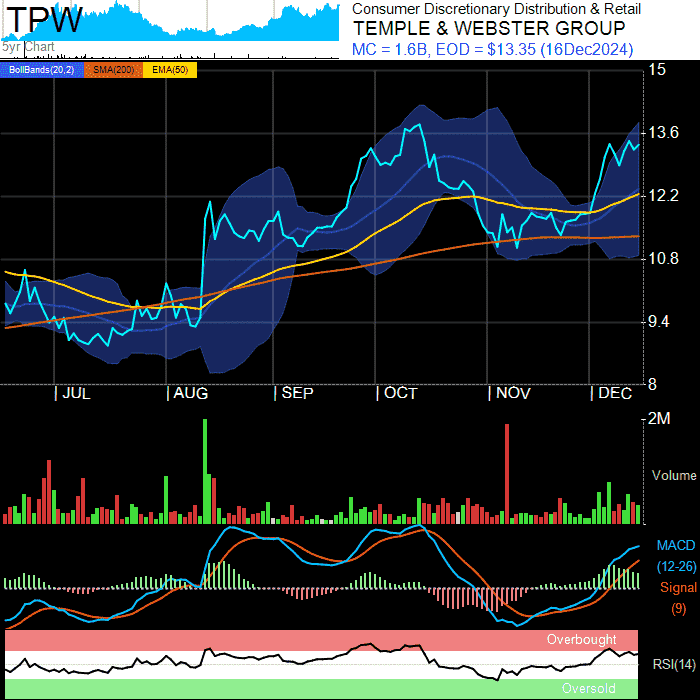 TPW
5yr Chart
Consumer Discretionary Distribution & Retail
TEMPLE & WEBSTER GROUP
MC = 1.6B, EOD = $13.35 (16Dec2024)
BollBands(20,2) SMA(200) EMA(50)
15
13.6
12.2
10.8
9.4
8
| JUL | AUG | SEP | OCT | NOV | DEC
2M
Volume
MACD
(12-26)
Signal
(9)
Overbought
RSI(14)
Oversold